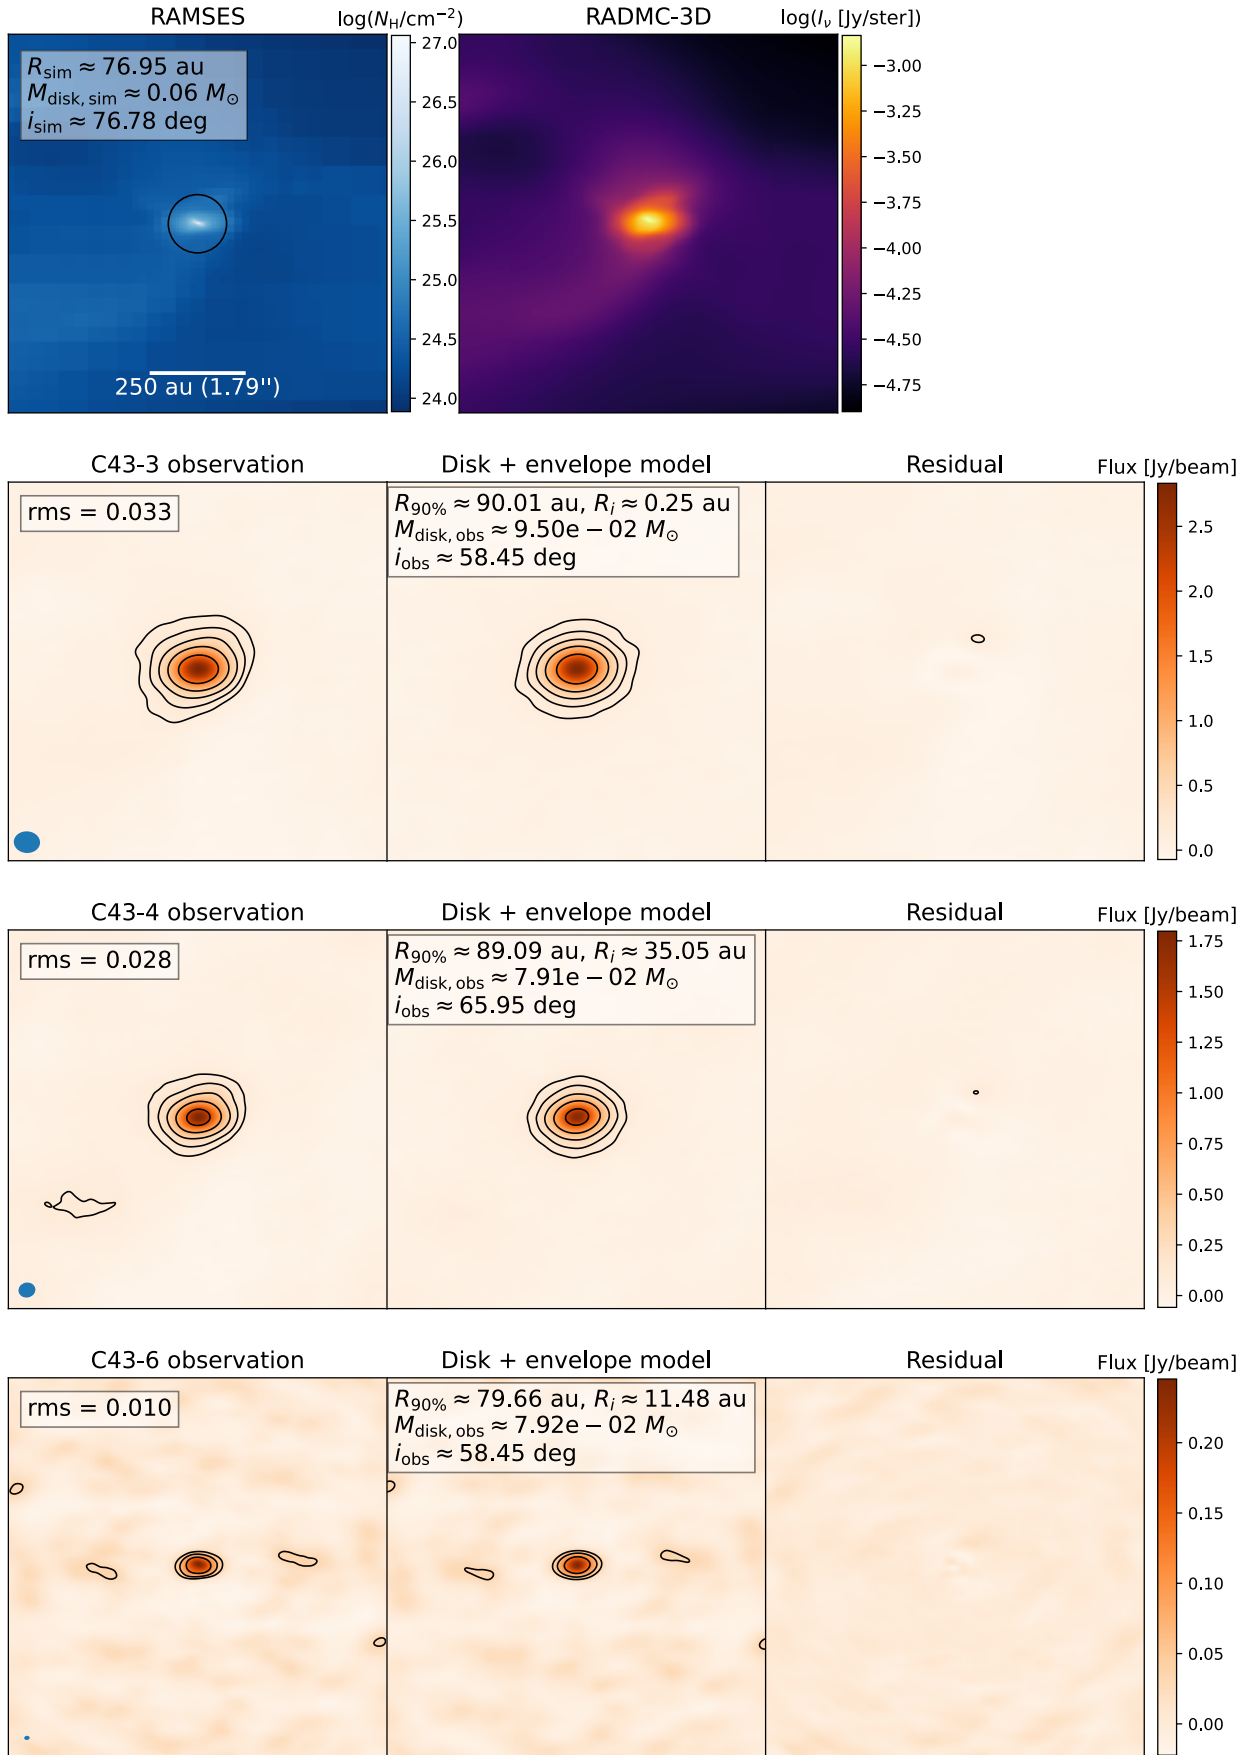 RAMSES
log(N_H/cm⁻²)
RADMC-3D
log(I_ν [Jy/ster])
R_sim ≈ 76.95 au
M_disk, sim ≈ 0.06 M_⊙
i_sim ≈ 76.78 deg
250 au (1.79'')
27.0
26.5
26.0
25.5
25.0
24.5
24.0
−3.00
−3.25
−3.50
−3.75
−4.00
−4.25
−4.50
−4.75
C43-3 observation
Disk + envelope model
Residual
Flux [Jy/beam]
rms = 0.033
R_90% ≈ 90.01 au, R_i ≈ 0.25 au
M_disk, obs ≈ 9.50e − 02 M_⊙
i_obs ≈ 58.45 deg
2.5
2.0
1.5
1.0
0.5
0.0
C43-4 observation
Disk + envelope model
Residual
Flux [Jy/beam]
rms = 0.028
R_90% ≈ 89.09 au, R_i ≈ 35.05 au
M_disk, obs ≈ 7.91e − 02 M_⊙
i_obs ≈ 65.95 deg
1.75
1.50
1.25
1.00
0.75
0.50
0.25
0.00
C43-6 observation
Disk + envelope model
Residual
Flux [Jy/beam]
rms = 0.010
R_90% ≈ 79.66 au, R_i ≈ 11.48 au
M_disk, obs ≈ 7.92e − 02 M_⊙
i_obs ≈ 58.45 deg
0.20
0.15
0.10
0.05
0.00